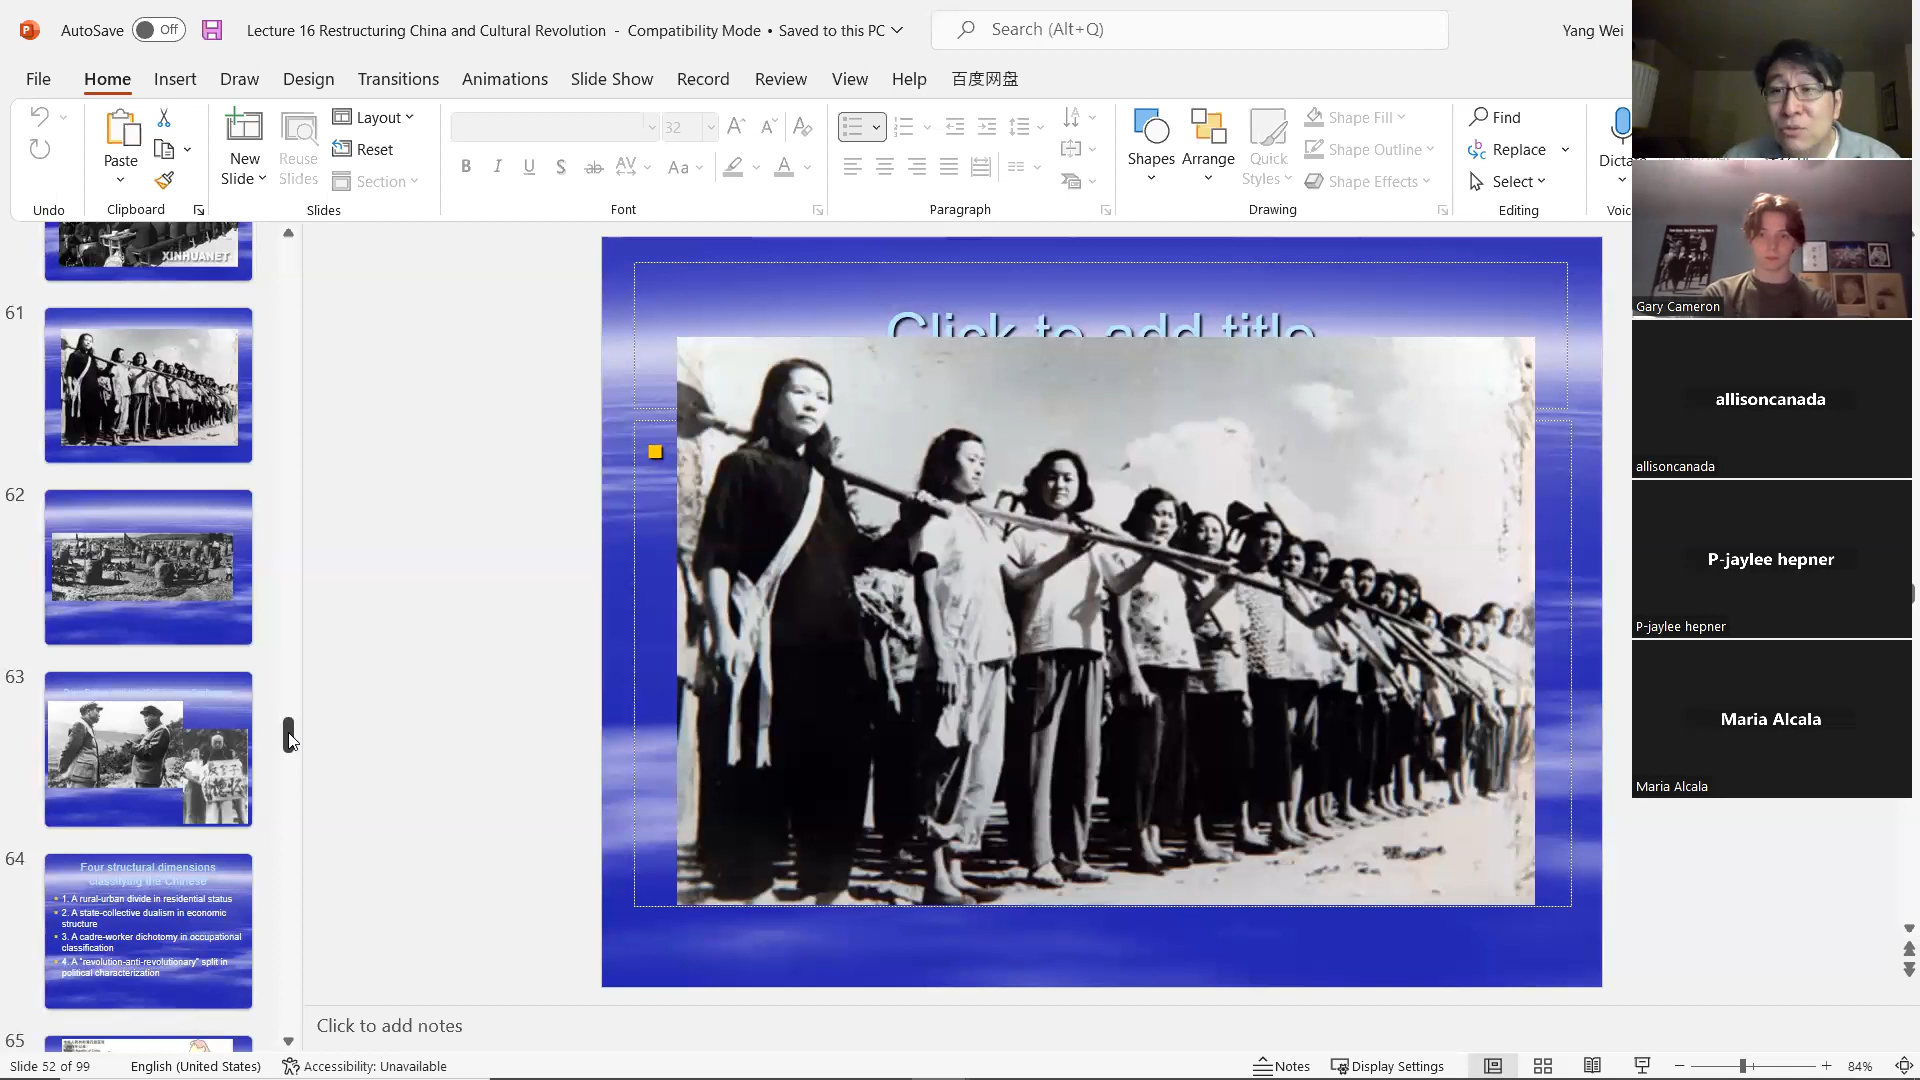 AutoSave
Off
Lecture 16 Restructuring China and Cultural Revolution - Compatibility Mode • Saved to this PC
Search (Alt+Q)
Yang Wei
File
Home
Insert
Draw
Design
Transitions
Animations
Slide Show
Record
Review
View
Help
百度网盘
Paste
New
Slide
Reuse
Slides
Layout
Reset
Section
32
Shapes
Arrange
Quick
Styles
Shape Fill
Shape Outline
Shape Effects
Find
Replace
Select
Undo
Clipboard
Slides
Font
Paragraph
Drawing
Editing
XINHUANET
61
62
63
64
Four structural dimensions
classifying the Chinese
1. A rural-urban divide in residential status
2. A state-collective dualism in economic
structure
3. A cadre-worker dichotomy in occupational
classification
4. A "revolution-anti-revolutionary" split in
political characterization
65
Click to add title
Click to add notes
Gary Cameron
allisoncanada
allisoncanada
P-jaylee hepner
P-jaylee hepner
Maria Alcala
Maria Alcala
Slide 52 of 99
English (United States)
Accessibility: Unavailable
Notes
Display Settings
84%